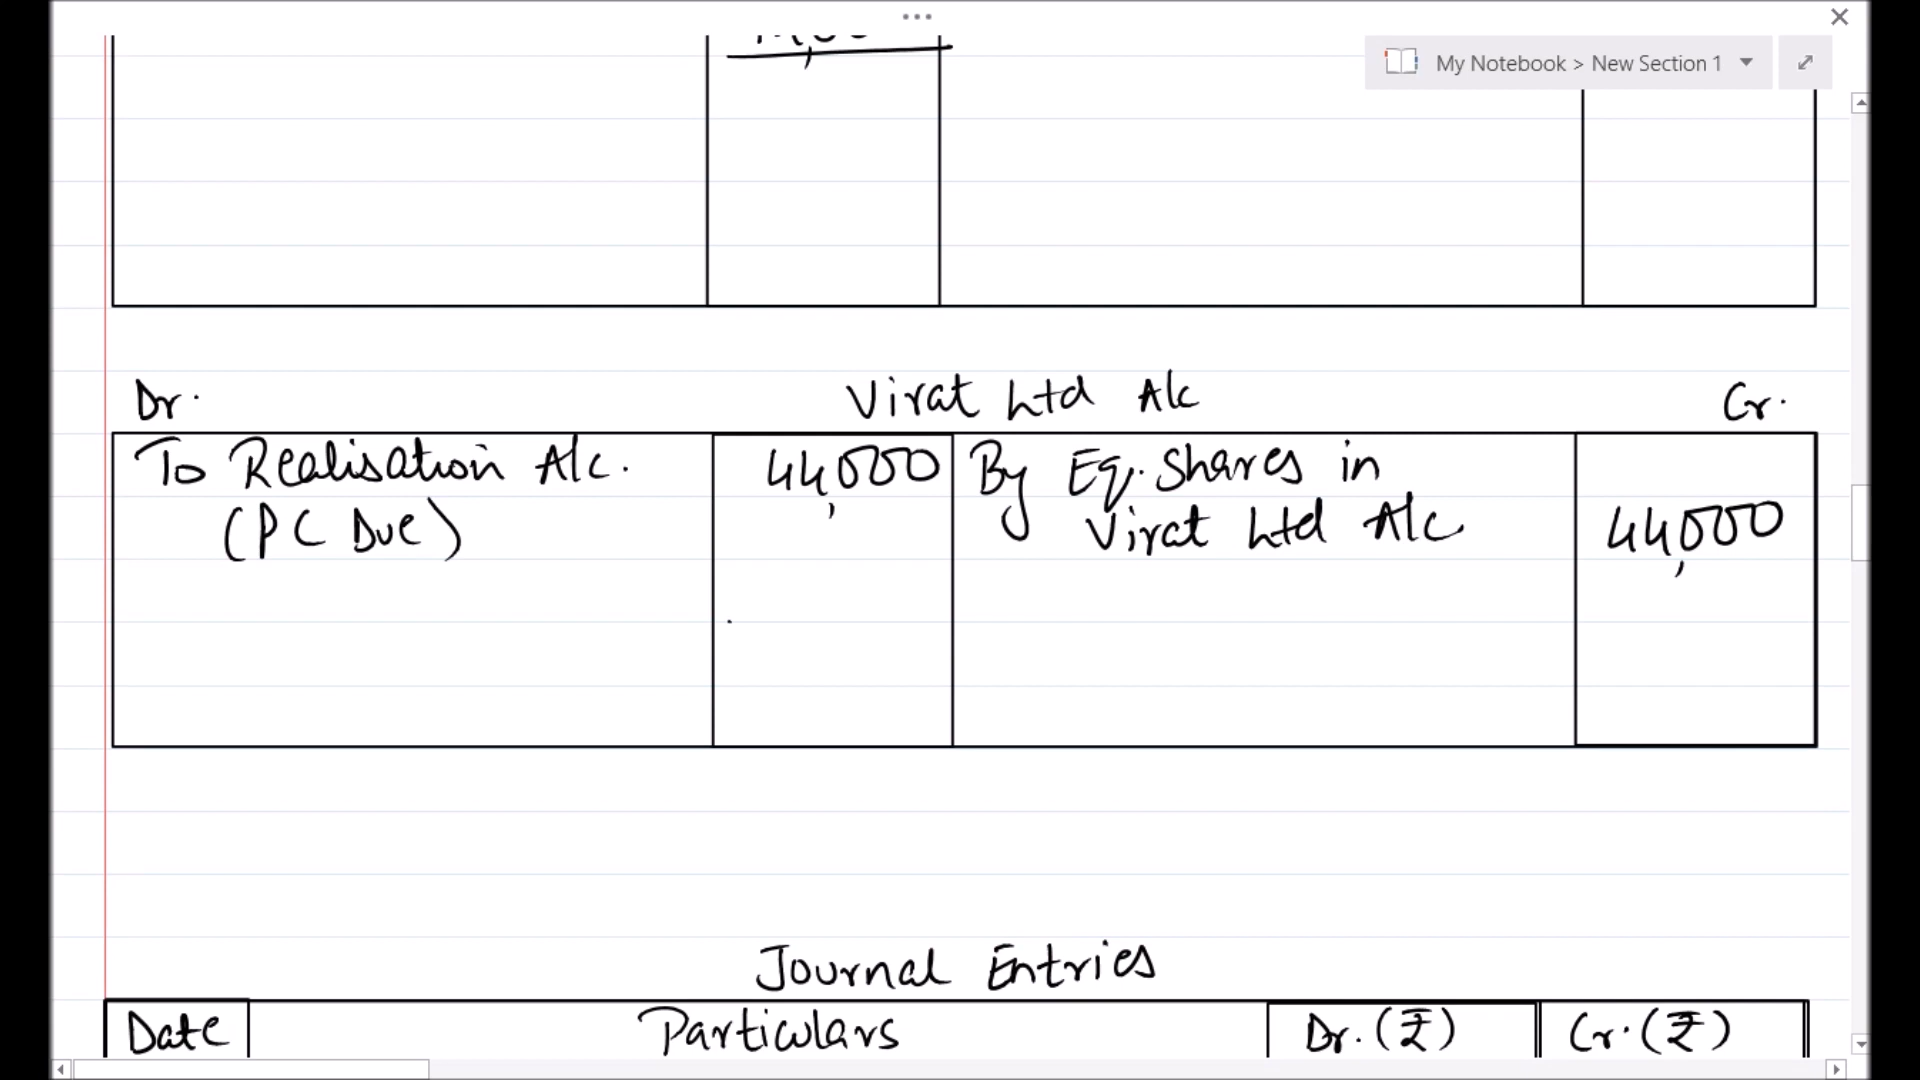 My Notebook > New Section 1
Dr. Virat Ltd A/c Cr.
To Realisation A/c. 44,000 By Eq. Shares in
(PC Due) Virat Ltd A/c 44,000
Journal Entries
Date Particulars Dr. (₹) Cr. (₹)